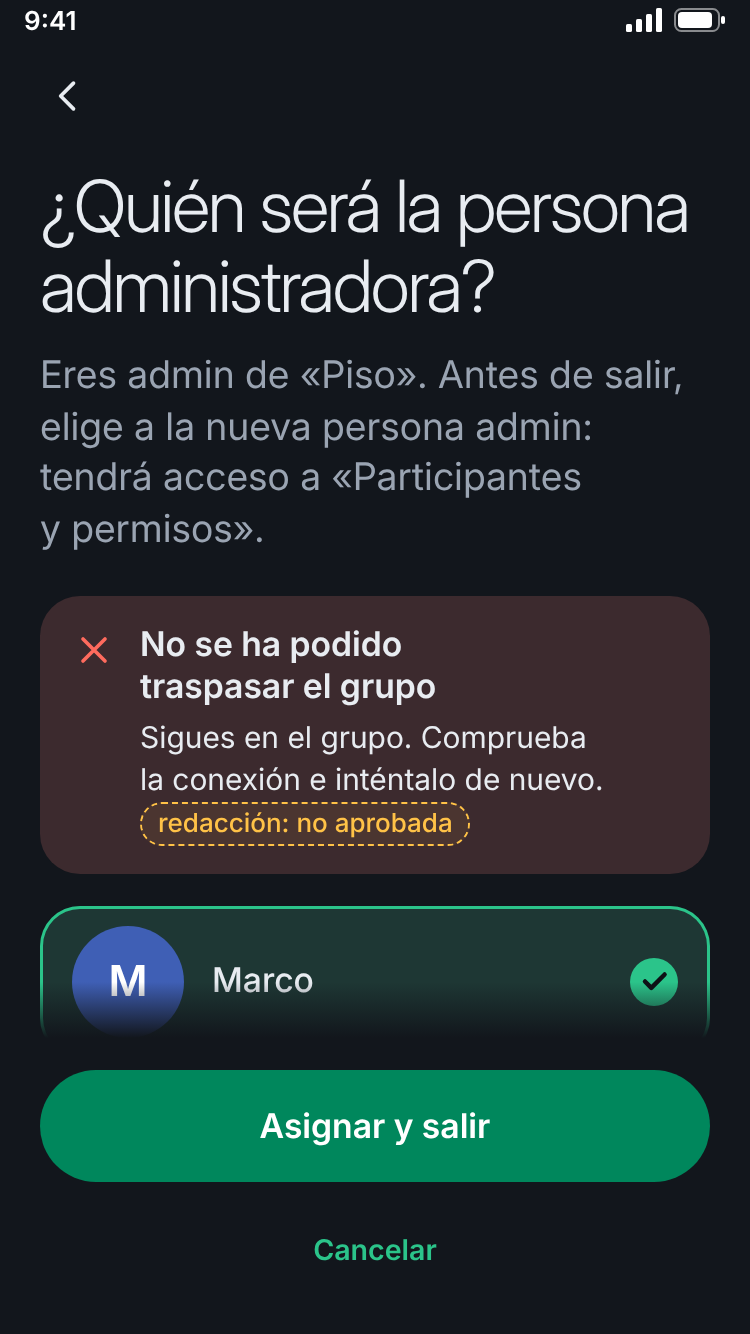 9:41
¿Quién será la persona
administradora?
Eres admin de «Piso». Antes de salir,
elige a la nueva persona admin:
tendrá acceso a «Participantes
y permisos».
No se ha podido
traspasar el grupo
Sigues en el grupo. Comprueba
la conexión e inténtalo de nuevo.
redacción: no aprobada
M
Marco
Asignar y salir
Cancelar